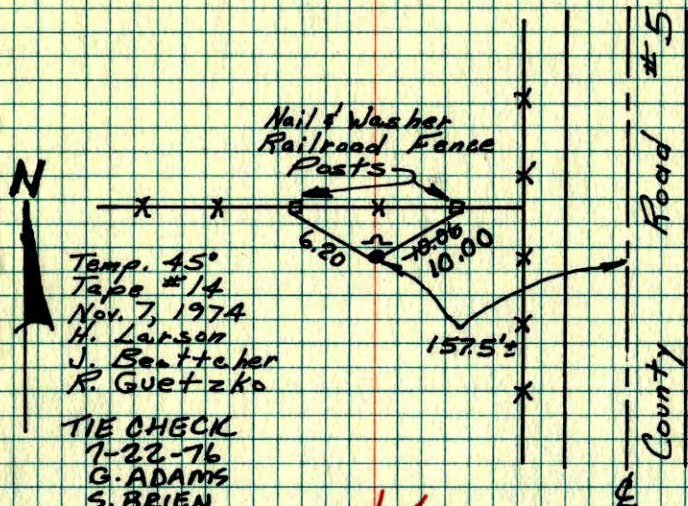 Nail & Washer
Railroad Fence
Posts
N
6.20
10.06
10.00
157.5'±
Temp. 45°
Tape #14
Nov. 7, 1974
H. Larson
J. Beattcher
R. Guetzko
TIE CHECK
7-22-76
G. ADAMS
S. BRIEN
County Road #5
℄